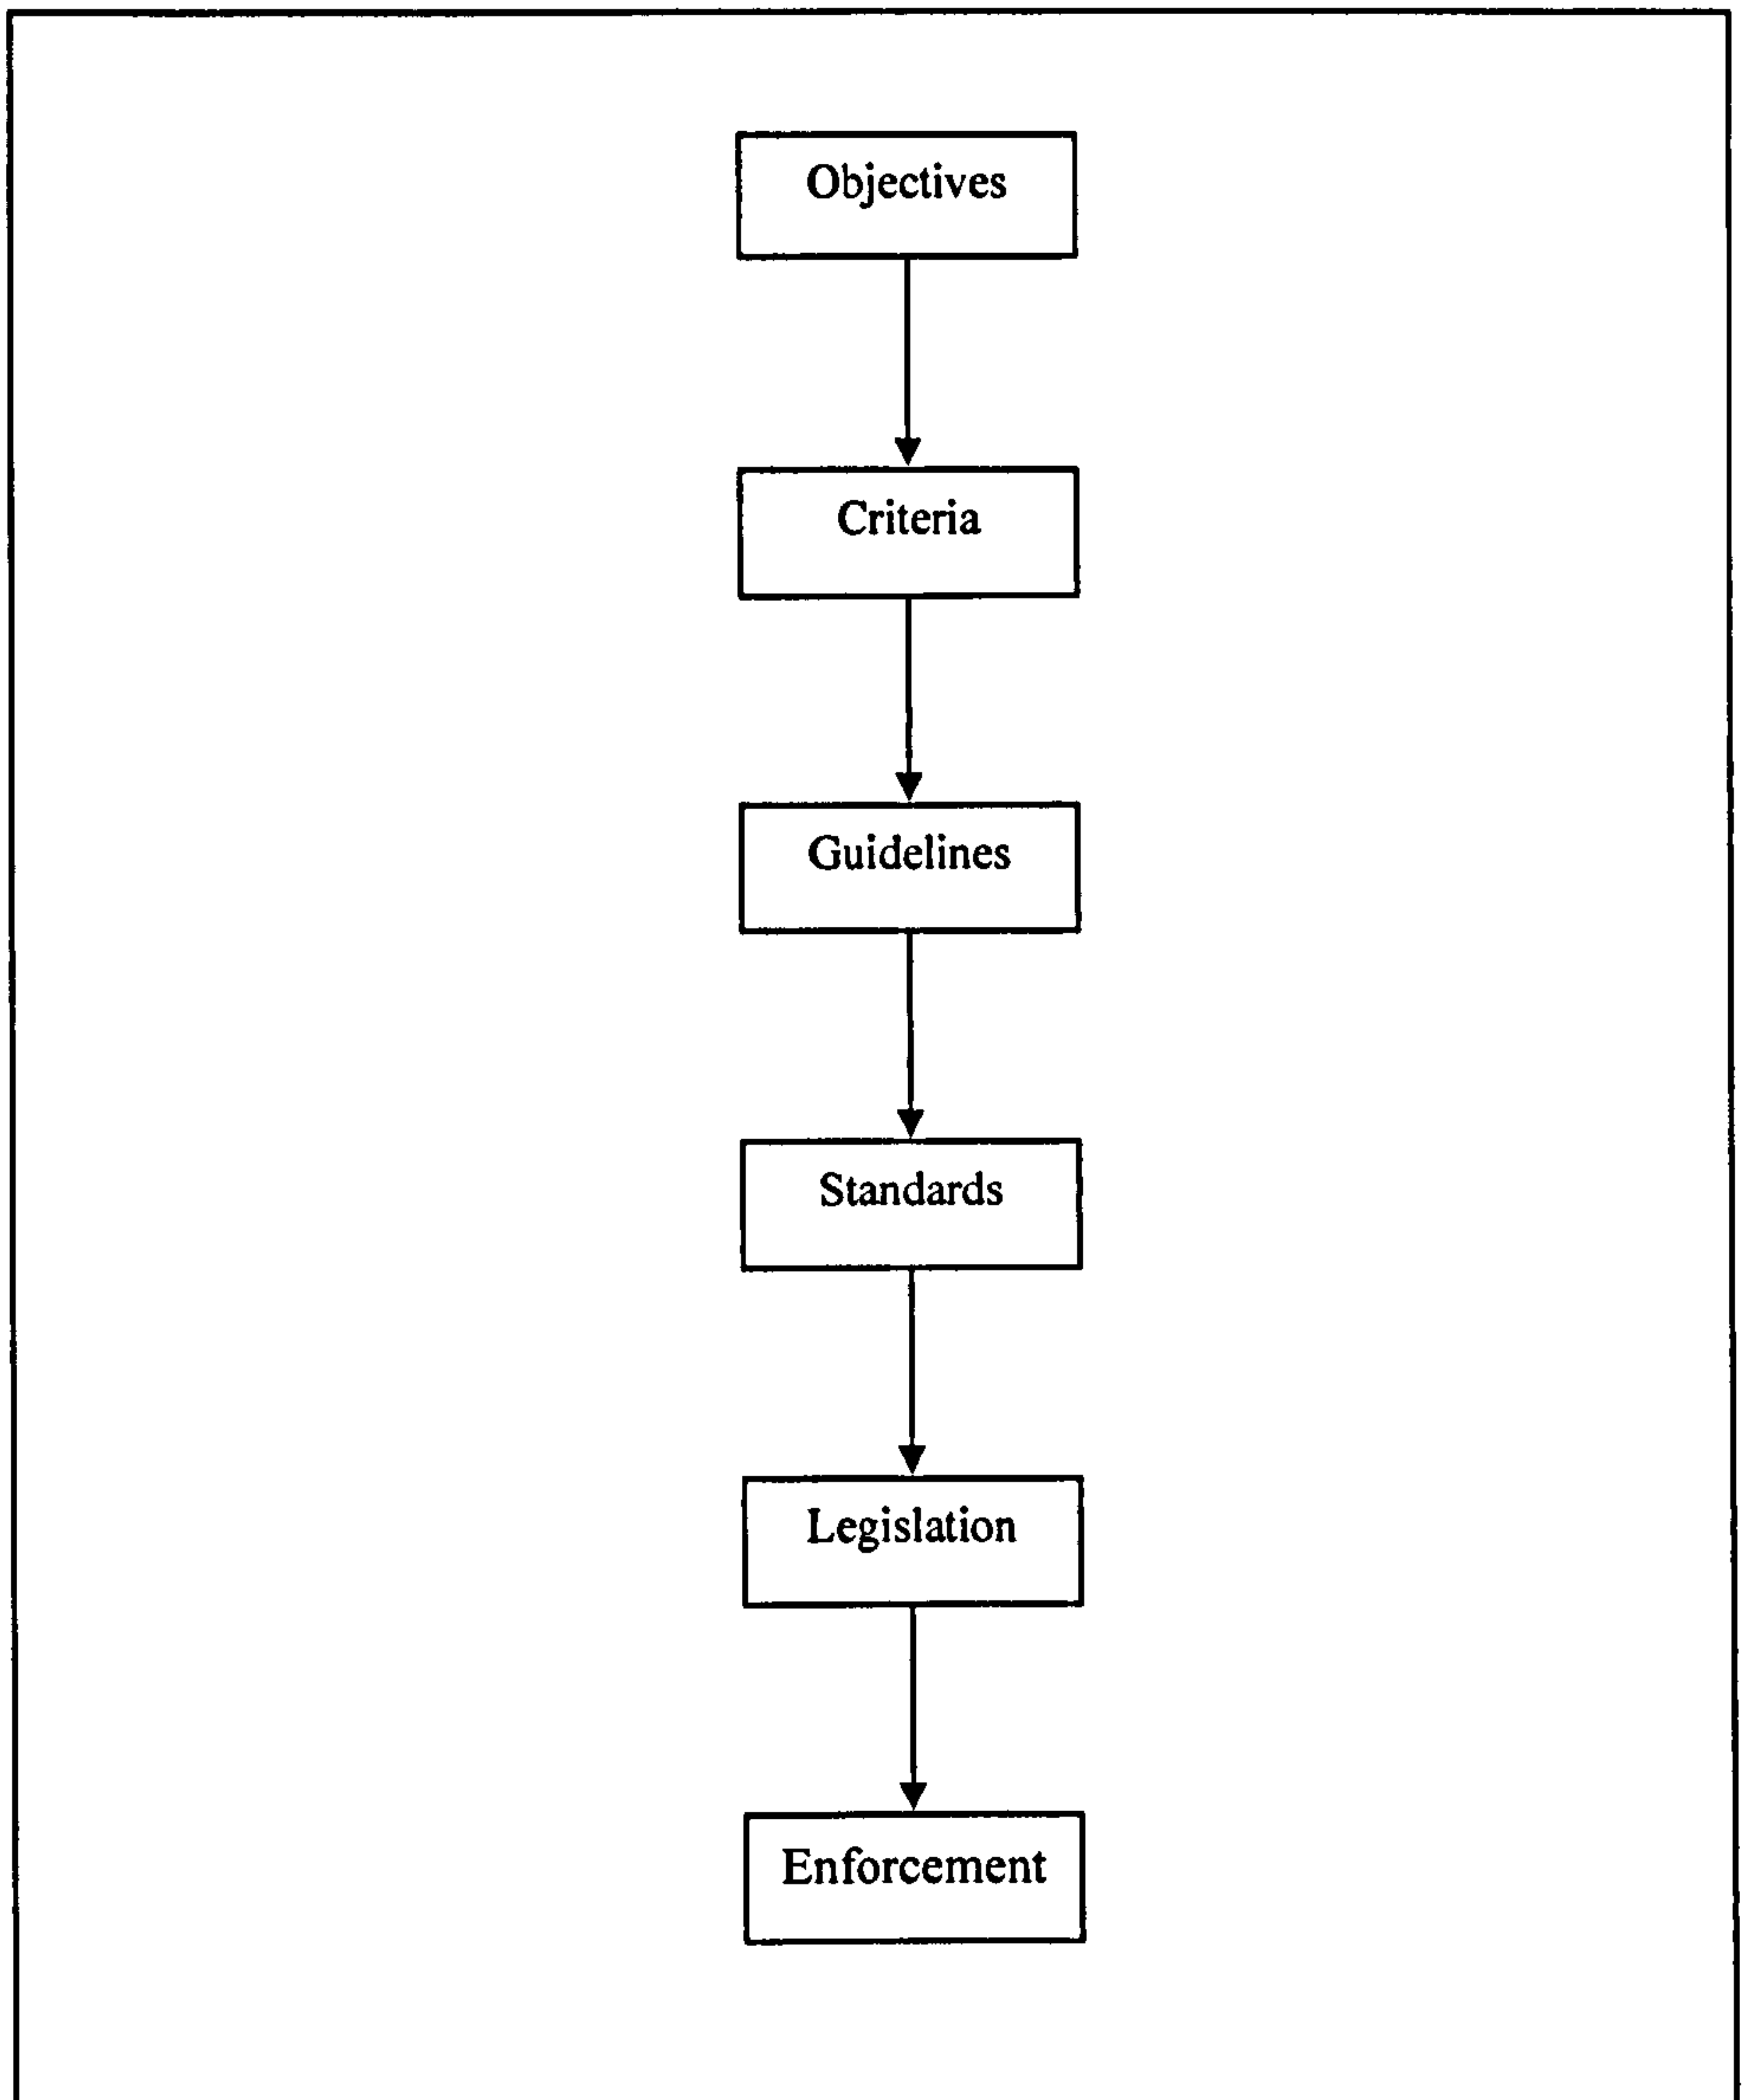 Objectives
Criteria
Guidelines
Standards
Legislation
Enforcement